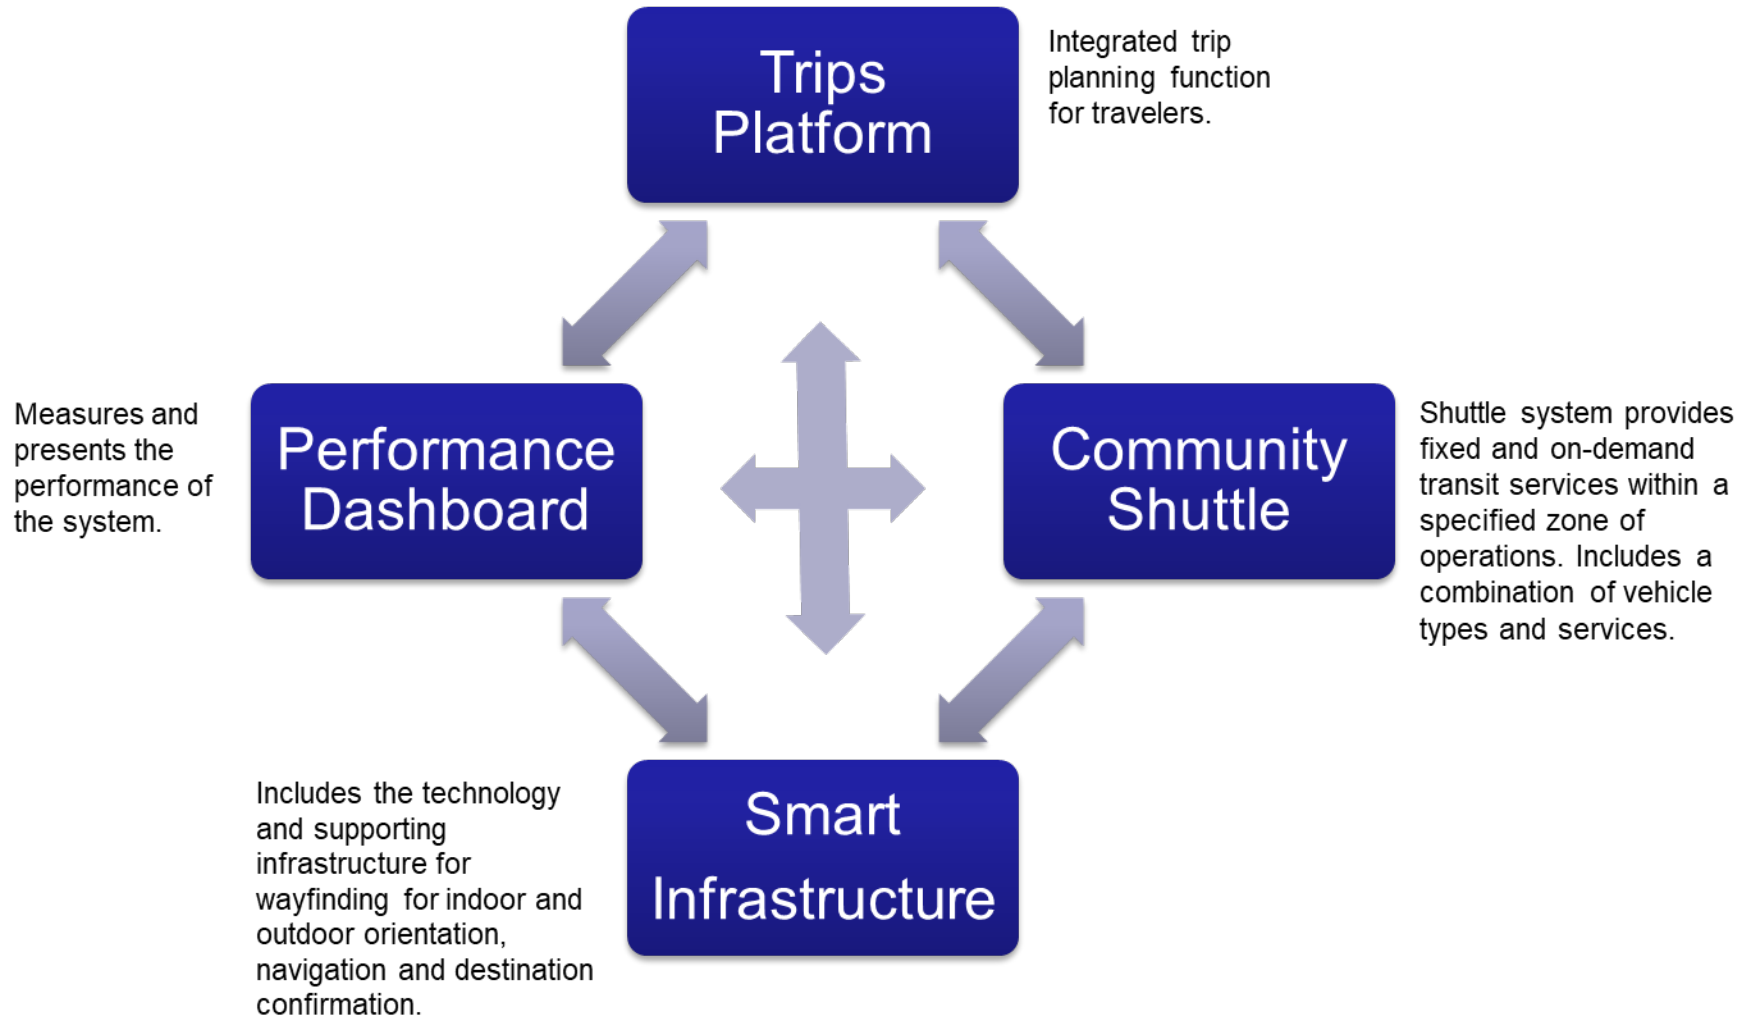 Trips
Platform
Integrated trip
planning function
for travelers.
Measures and
presents the
performance of
the system.
Performance
Dashboard
Community
Shuttle
Shuttle system provides
fixed and on-demand
transit services within a
specified zone of
operations. Includes a
combination of vehicle
types and services.
Includes the technology
and supporting
infrastructure for
wayfinding for indoor and
outdoor orientation,
navigation and destination
confirmation.
Smart
Infrastructure